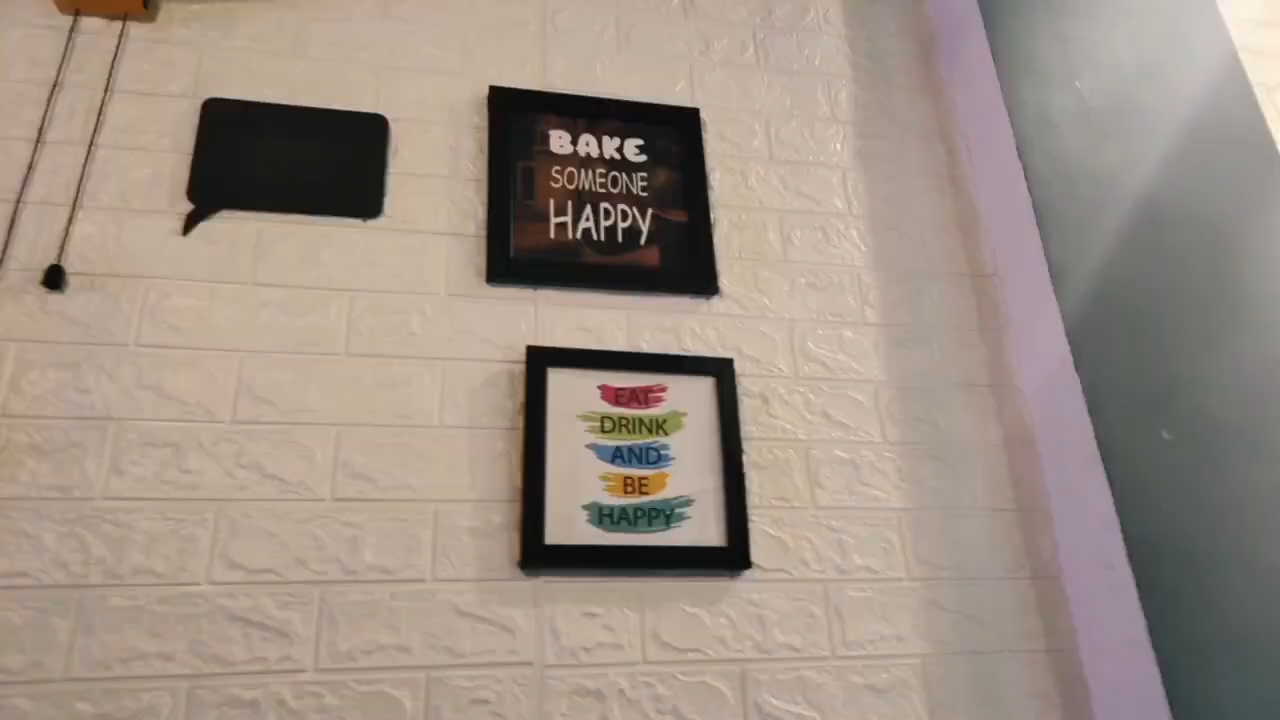 BAKE
SOMEONE
HAPPY
EAT
DRINK
AND
BE
HAPPY